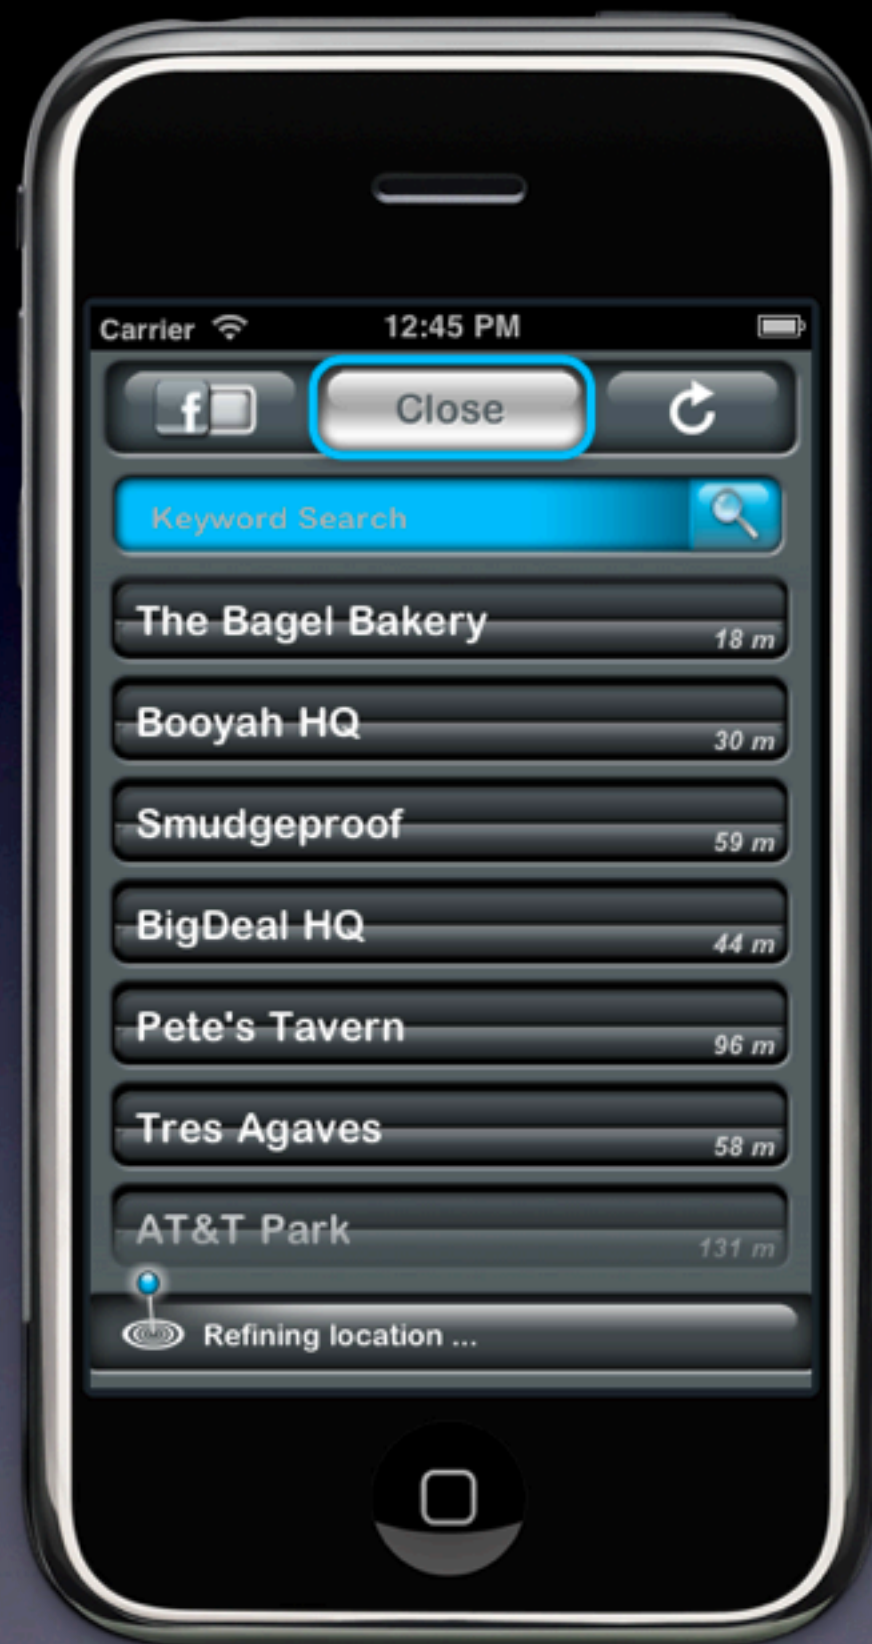 Carrier 12:45 PM
f Close
Keyword Search
The Bagel Bakery
18 m
Booyah HQ
30 m
Smudgeproof
59 m
BigDeal HQ
44 m
Pete's Tavern
96 m
Tres Agaves
58 m
AT&T Park
131 m
Refining location ...